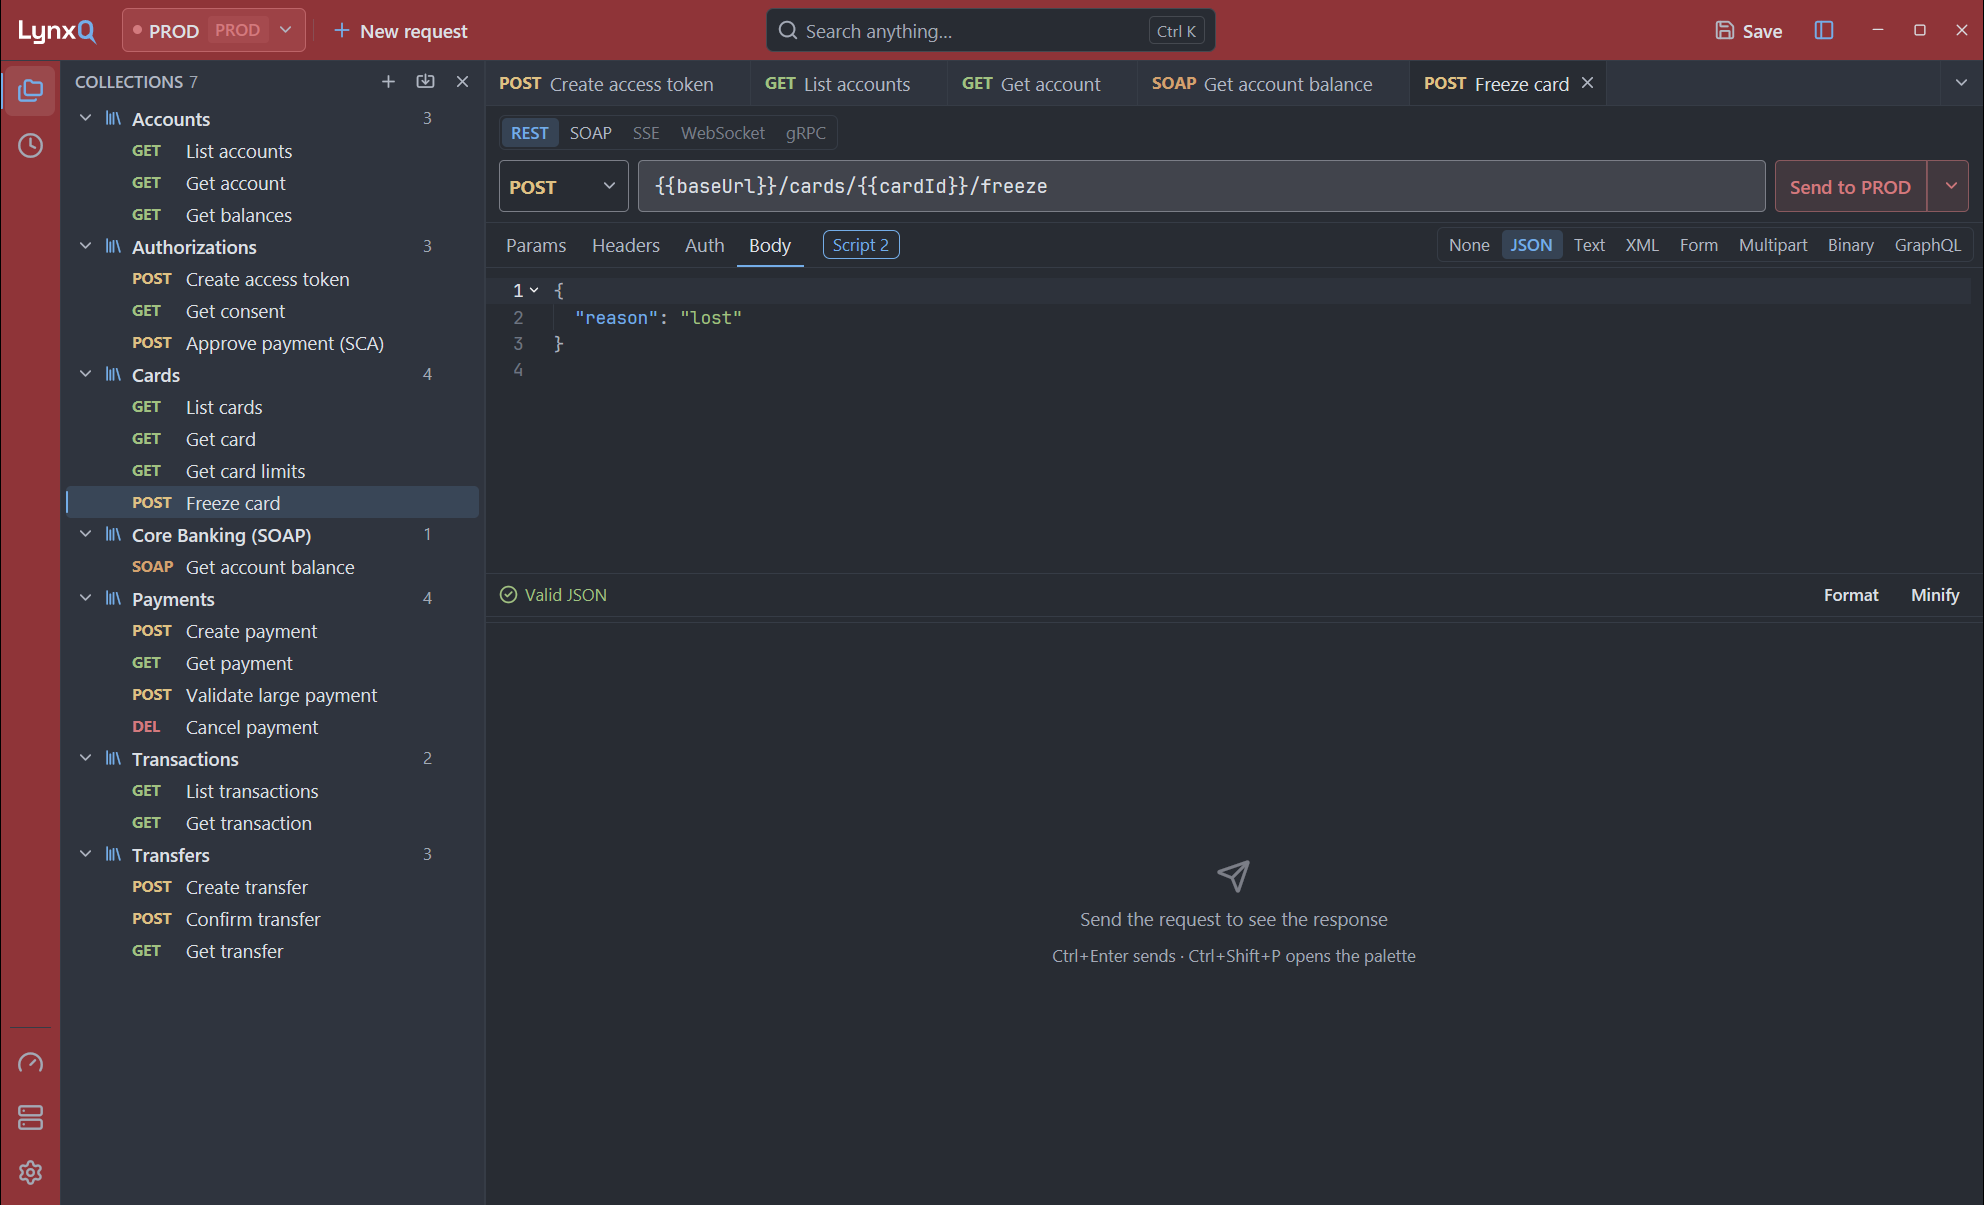 LynxQ
PROD PROD
New request
Search anything... Ctrl K
Save
COLLECTIONS 7
Accounts 3
GET List accounts
GET Get account
GET Get balances
Authorizations 3
POST Create access token
GET Get consent
POST Approve payment (SCA)
Cards 4
GET List cards
GET Get card
GET Get card limits
POST Freeze card
Core Banking (SOAP) 1
SOAP Get account balance
Payments 4
POST Create payment
GET Get payment
POST Validate large payment
DEL Cancel payment
Transactions 2
GET List transactions
GET Get transaction
Transfers 3
POST Create transfer
POST Confirm transfer
GET Get transfer
POST Create access token
GET List accounts
GET Get account
SOAP Get account balance
POST Freeze card
REST SOAP SSE WebSocket gRPC
POST
{{baseUrl}}/cards/{{cardId}}/freeze
Send to PROD
Params Headers Auth Body Script 2
None JSON Text XML Form Multipart Binary GraphQL
1 {
2 "reason": "lost"
3 }
4
Valid JSON
Format Minify
Send the request to see the response
Ctrl+Enter sends · Ctrl+Shift+P opens the palette